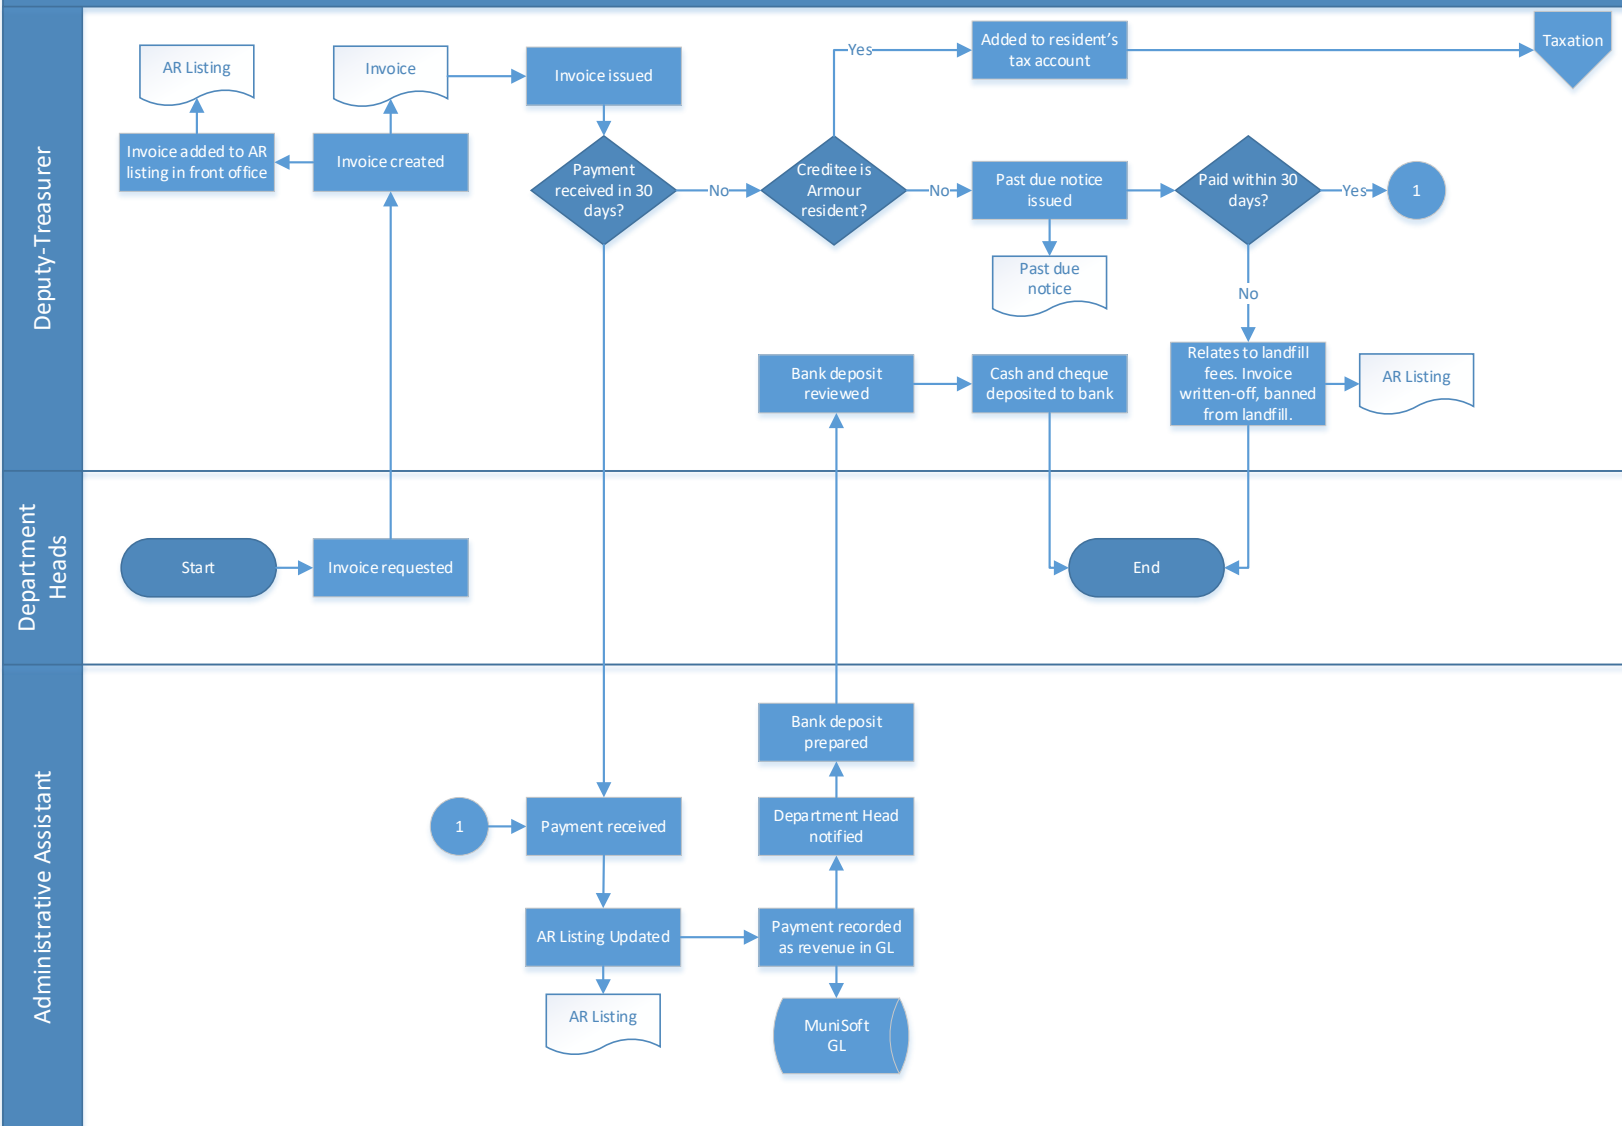 Deputy-Treasurer
AR Listing
Invoice
Invoice issued
Yes
Added to resident's
tax account
Taxation
Invoice added to AR
listing in front office
Invoice created
Payment
received in 30
days?
No
Creditee is
Armour
resident?
No
Past due notice
issued
Paid within 30
days?
Yes
1
Past due
notice
No
Bank deposit
reviewed
Cash and cheque
deposited to bank
Relates to landfill
fees. Invoice
written-off, banned
from landfill.
AR Listing
Department
Heads
Start
Invoice requested
End
Administrative Assistant
Bank deposit
prepared
1
Payment received
Department Head
notified
AR Listing Updated
Payment recorded
as revenue in GL
AR Listing
MuniSoft
GL